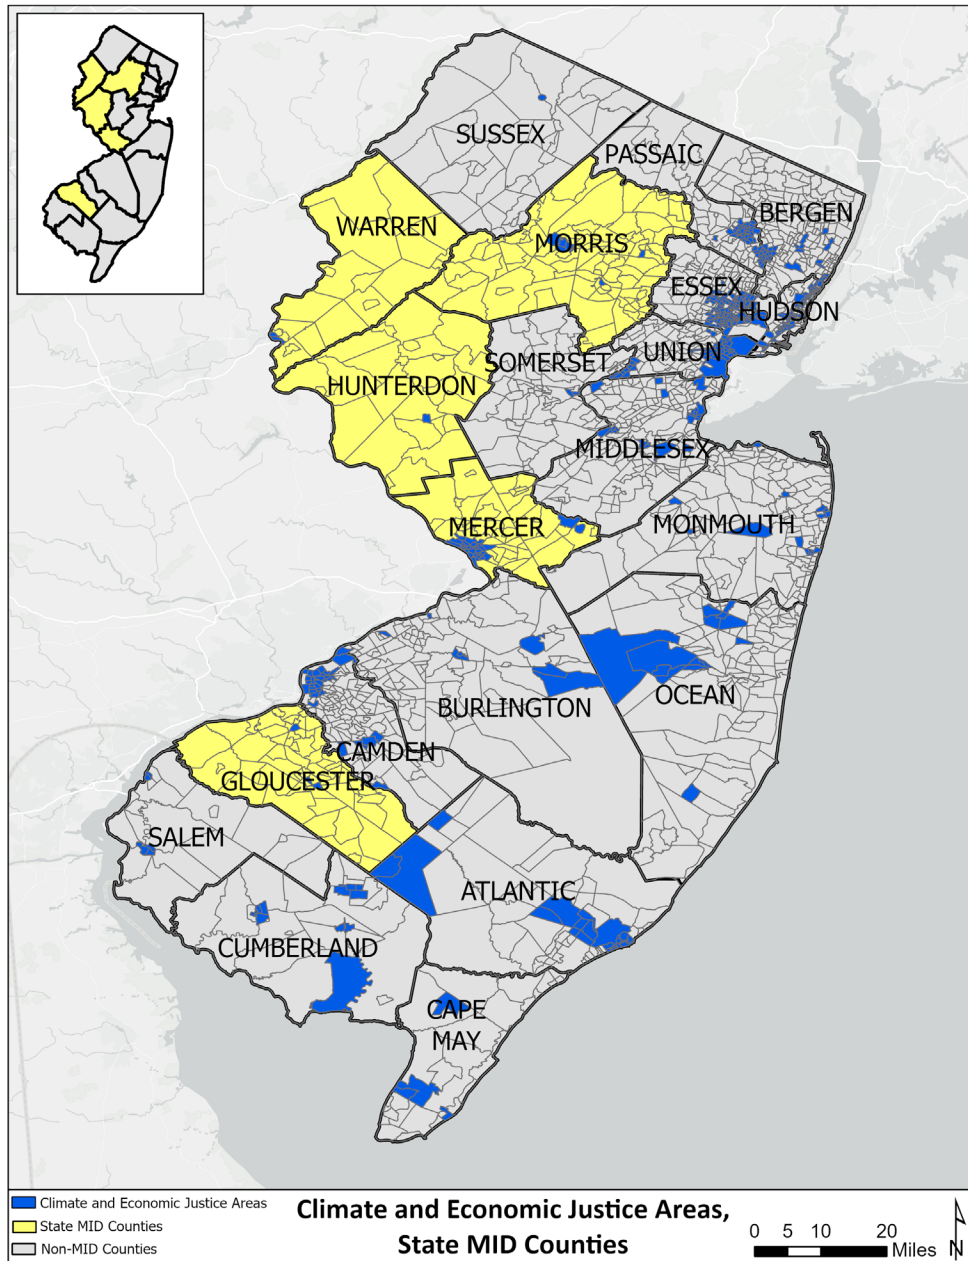 SUSSEX
PASSAIC
BERGEN
WARREN
MORRIS
ESSEX
HUDSON
UNION
SOMERSET
HUNTERDON
MIDDLESEX
MERCER
MONMOUTH
OCEAN
BURLINGTON
CAMDEN
GLOUCESTER
SALEM
ATLANTIC
CUMBERLAND
CAPE
MAY
Climate and Economic Justice Areas
State MID Counties
Non-MID Counties
Climate and Economic Justice Areas,
State MID Counties
0 5 10 20
Miles
N